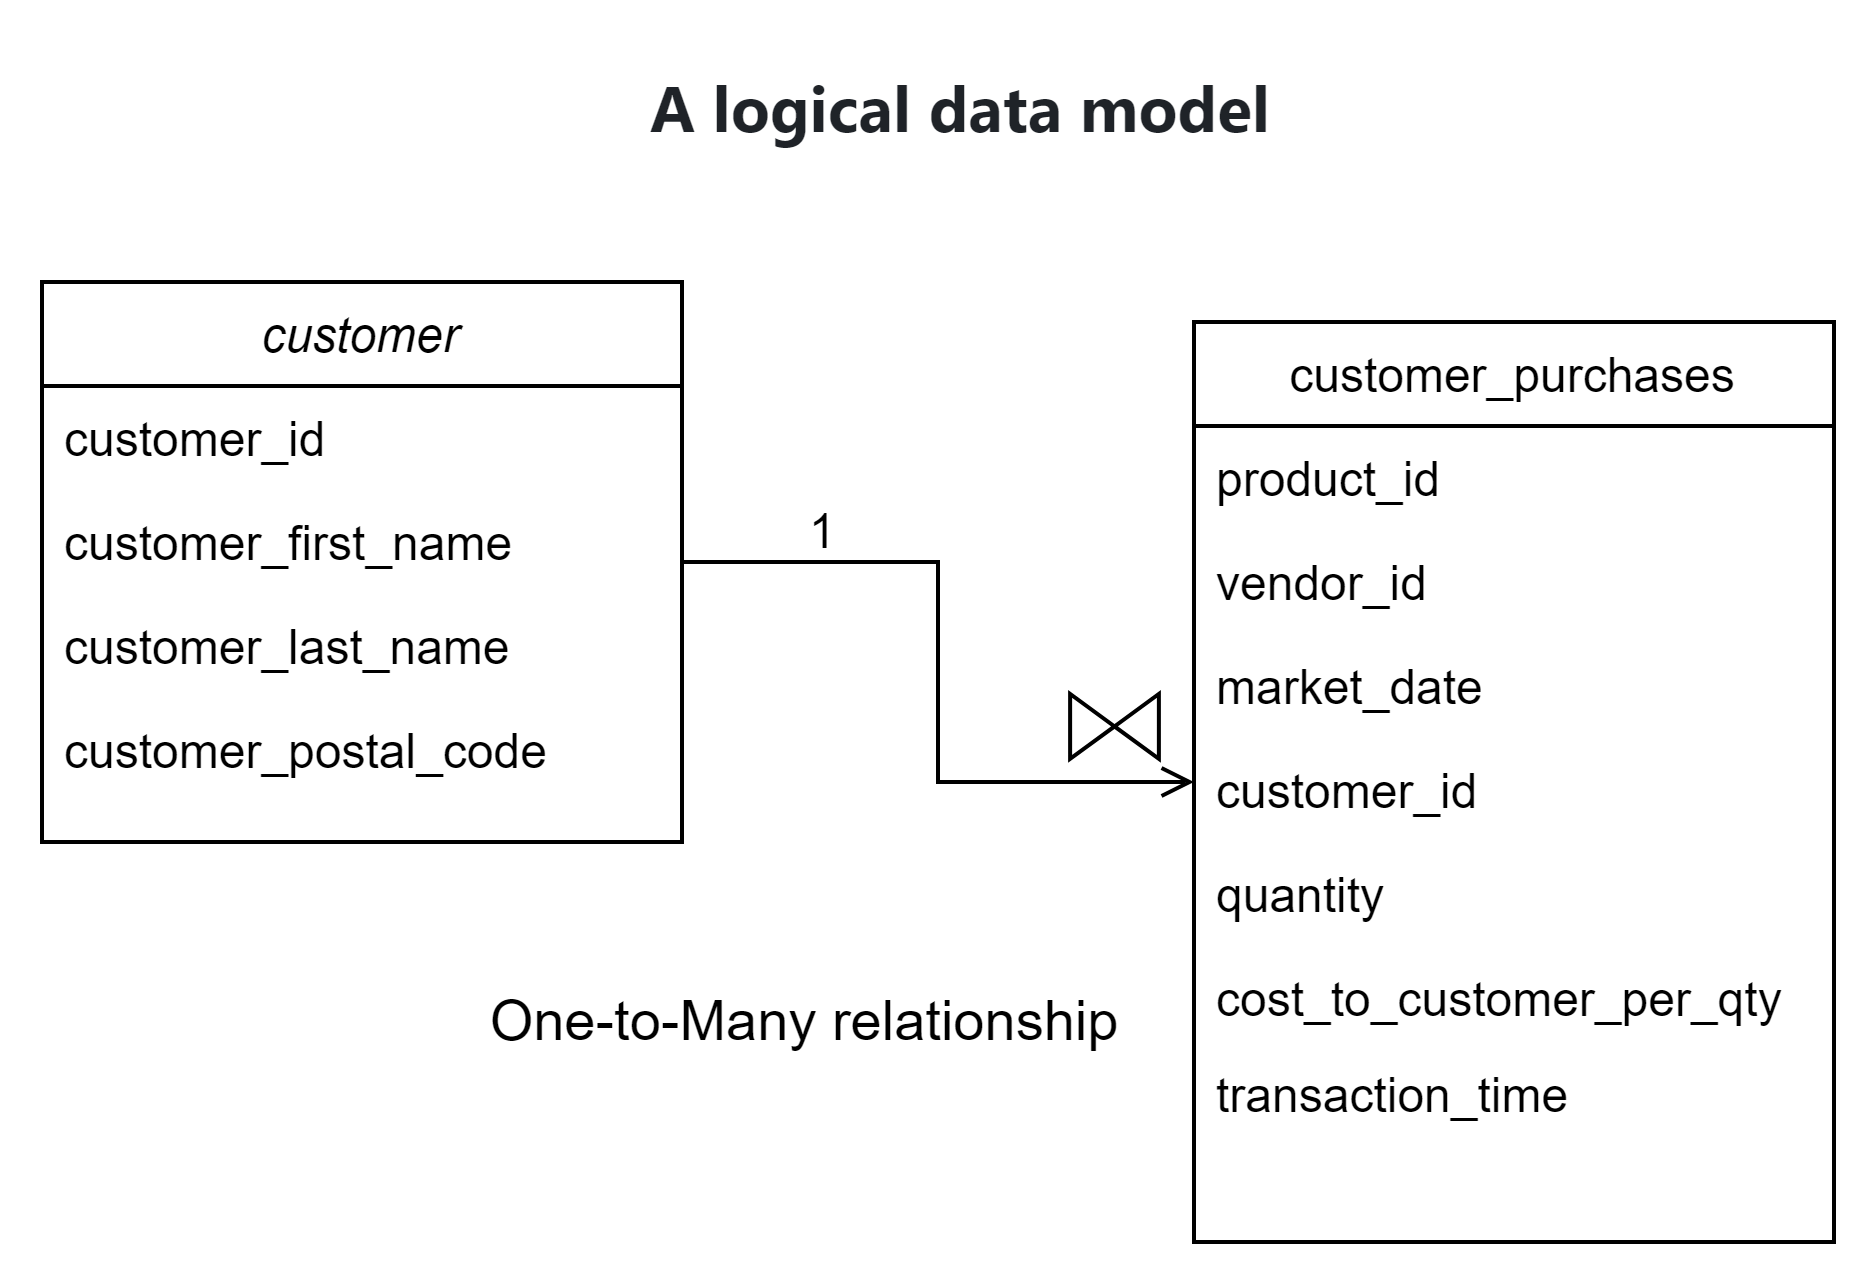 A logical data model
customer
customer_id
customer_first_name
customer_last_name
customer_postal_code
1
customer_purchases
product_id
vendor_id
market_date
customer_id
quantity
cost_to_customer_per_qty
transaction_time
One-to-Many relationship